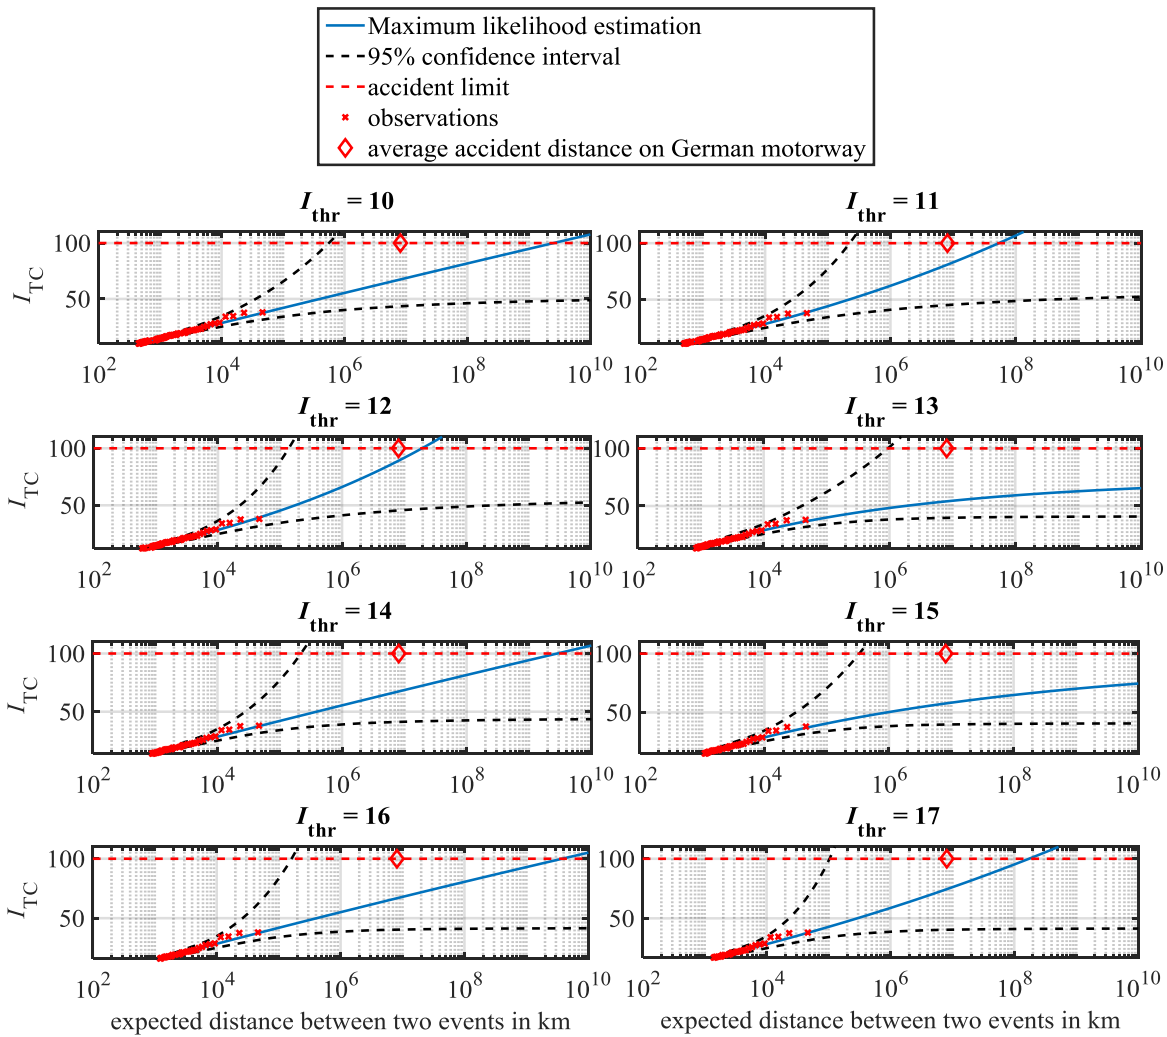 Maximum likelihood estimation
95% confidence interval
accident limit
observations
average accident distance on German motorway
I_thr = 10
I_thr = 11
100
50
I_TC
10^2 10^4 10^6 10^8 10^10
100
50
I_TC
10^2 10^4 10^6 10^8 10^10
I_thr = 12
I_thr = 13
100
50
I_TC
10^2 10^4 10^6 10^8 10^10
100
50
I_TC
10^2 10^4 10^6 10^8 10^10
I_thr = 14
I_thr = 15
100
50
I_TC
10^2 10^4 10^6 10^8 10^10
100
50
I_TC
10^2 10^4 10^6 10^8 10^10
I_thr = 16
I_thr = 17
100
50
I_TC
10^2 10^4 10^6 10^8 10^10
100
50
I_TC
10^2 10^4 10^6 10^8 10^10
expected distance between two events in km
expected distance between two events in km